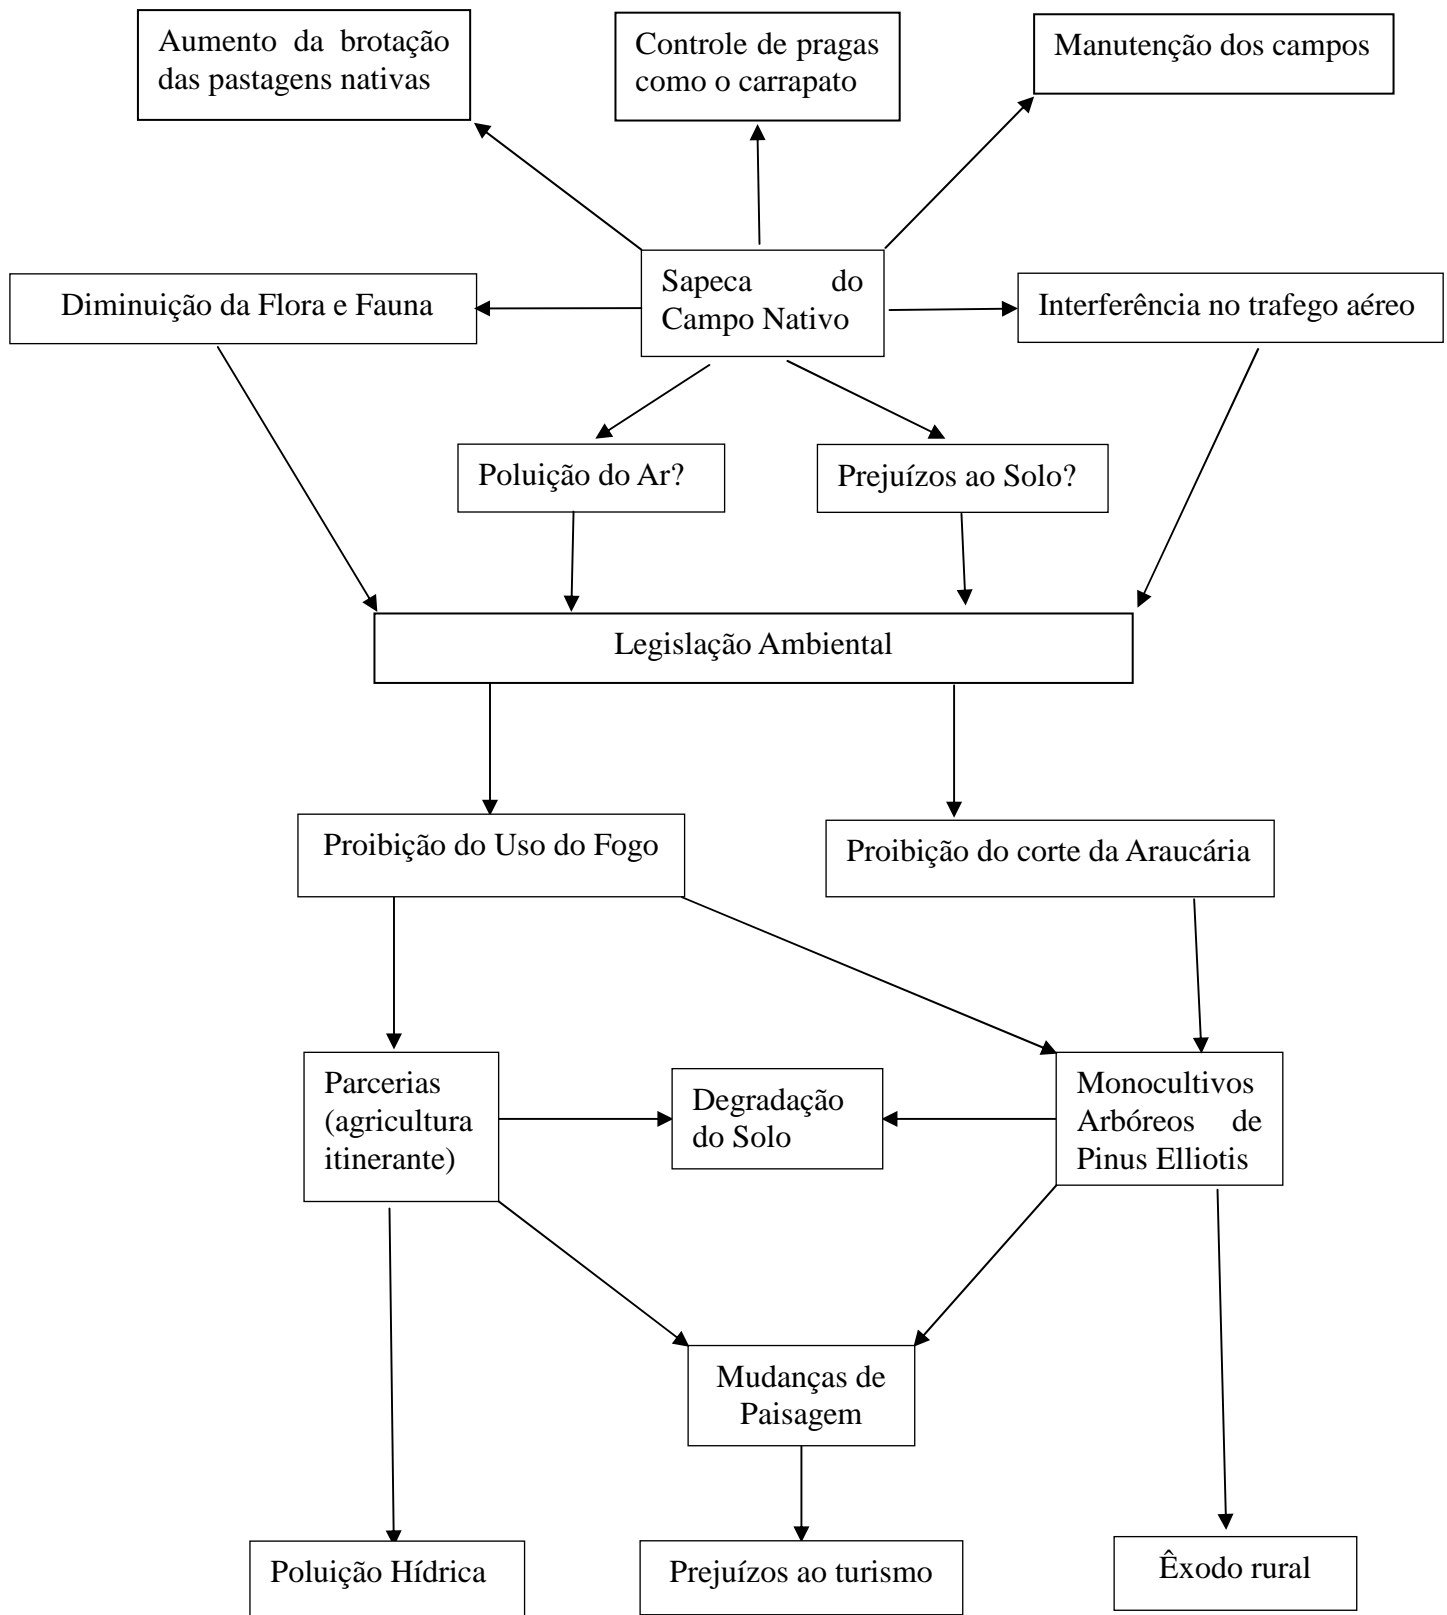 Aumento da brotação
das pastagens nativas
Controle de pragas
como o carrapato
Manutenção dos campos
Sapeca do
Campo Nativo
Diminuição da Flora e Fauna
Interferência no trafego aéreo
Poluição do Ar?
Prejuízos ao Solo?
Legislação Ambiental
Proibição do Uso do Fogo
Proibição do corte da Araucária
Parcerias
(agricultura
itinerante)
Degradação
do Solo
Monocultivos
Arbóreos de
Pinus Elliotis
Mudanças de
Paisagem
Poluição Hídrica
Prejuízos ao turismo
Êxodo rural